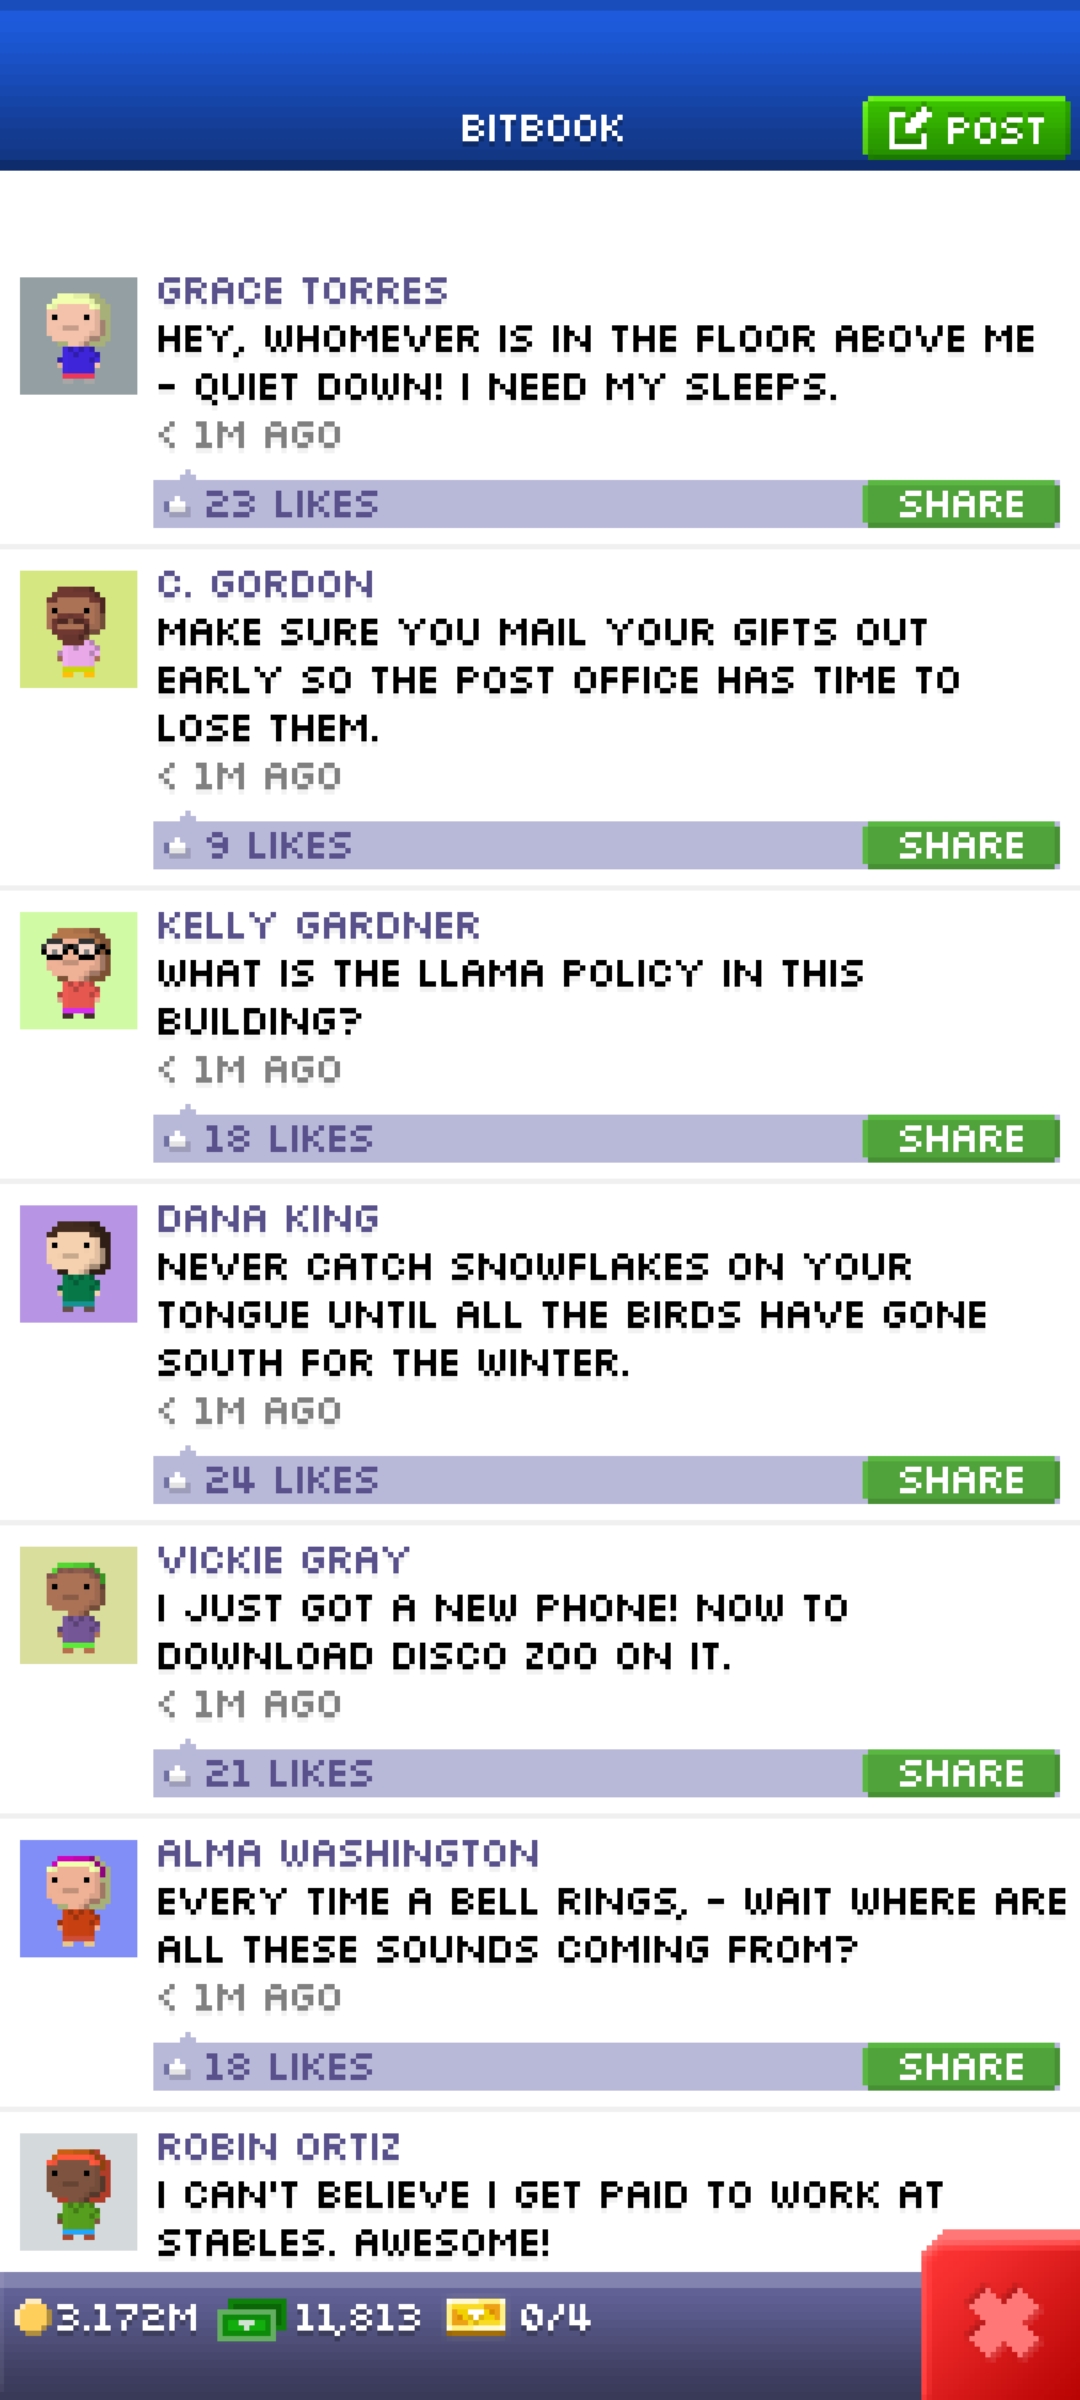 BITBOOK
POST
GRACE TORRES
HEY, WHOMEVER IS IN THE FLOOR ABOVE ME
- QUIET DOWN! I NEED MY SLEEPS.
< 1M AGO
23 LIKES
SHARE
C. GORDON
MAKE SURE YOU MAIL YOUR GIFTS OUT
EARLY SO THE POST OFFICE HAS TIME TO
LOSE THEM.
< 1M AGO
9 LIKES
SHARE
KELLY GARDNER
WHAT IS THE LLAMA POLICY IN THIS
BUILDING?
< 1M AGO
18 LIKES
SHARE
DANA KING
NEVER CATCH SNOWFLAKES ON YOUR
TONGUE UNTIL ALL THE BIRDS HAVE GONE
SOUTH FOR THE WINTER.
< 1M AGO
24 LIKES
SHARE
VICKIE GRAY
I JUST GOT A NEW PHONE! NOW TO
DOWNLOAD DISCO ZOO ON IT.
< 1M AGO
21 LIKES
SHARE
ALMA WASHINGTON
EVERY TIME A BELL RINGS, - WAIT WHERE ARE
ALL THESE SOUNDS COMING FROM?
< 1M AGO
18 LIKES
SHARE
ROBIN ORTIZ
I CAN'T BELIEVE I GET PAID TO WORK AT
STABLES. AWESOME!
3.172M 11,813 0/4